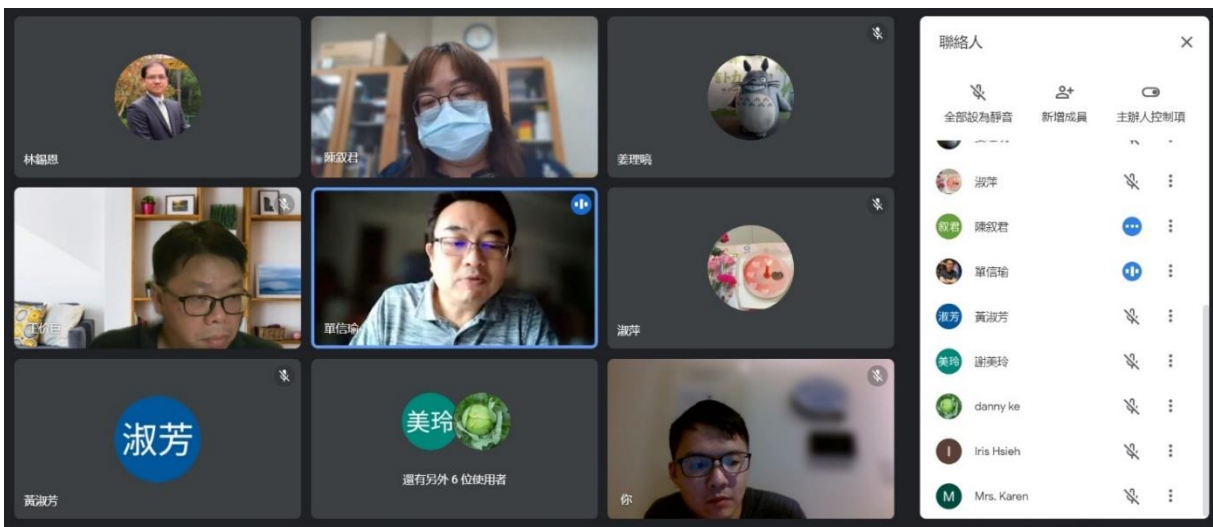 林錫恩
陳叙君
姜理曉
單信瑜
淑萍
淑芳
黃淑芳
美玲
還有另外 6 位使用者
你
聯絡人
全部設為靜音
新增成員
主辦人控制項
淑萍
叙君 陳叙君
單信瑜
淑芳 黃淑芳
美玲 謝美玲
danny ke
I Iris Hsieh
M Mrs. Karen